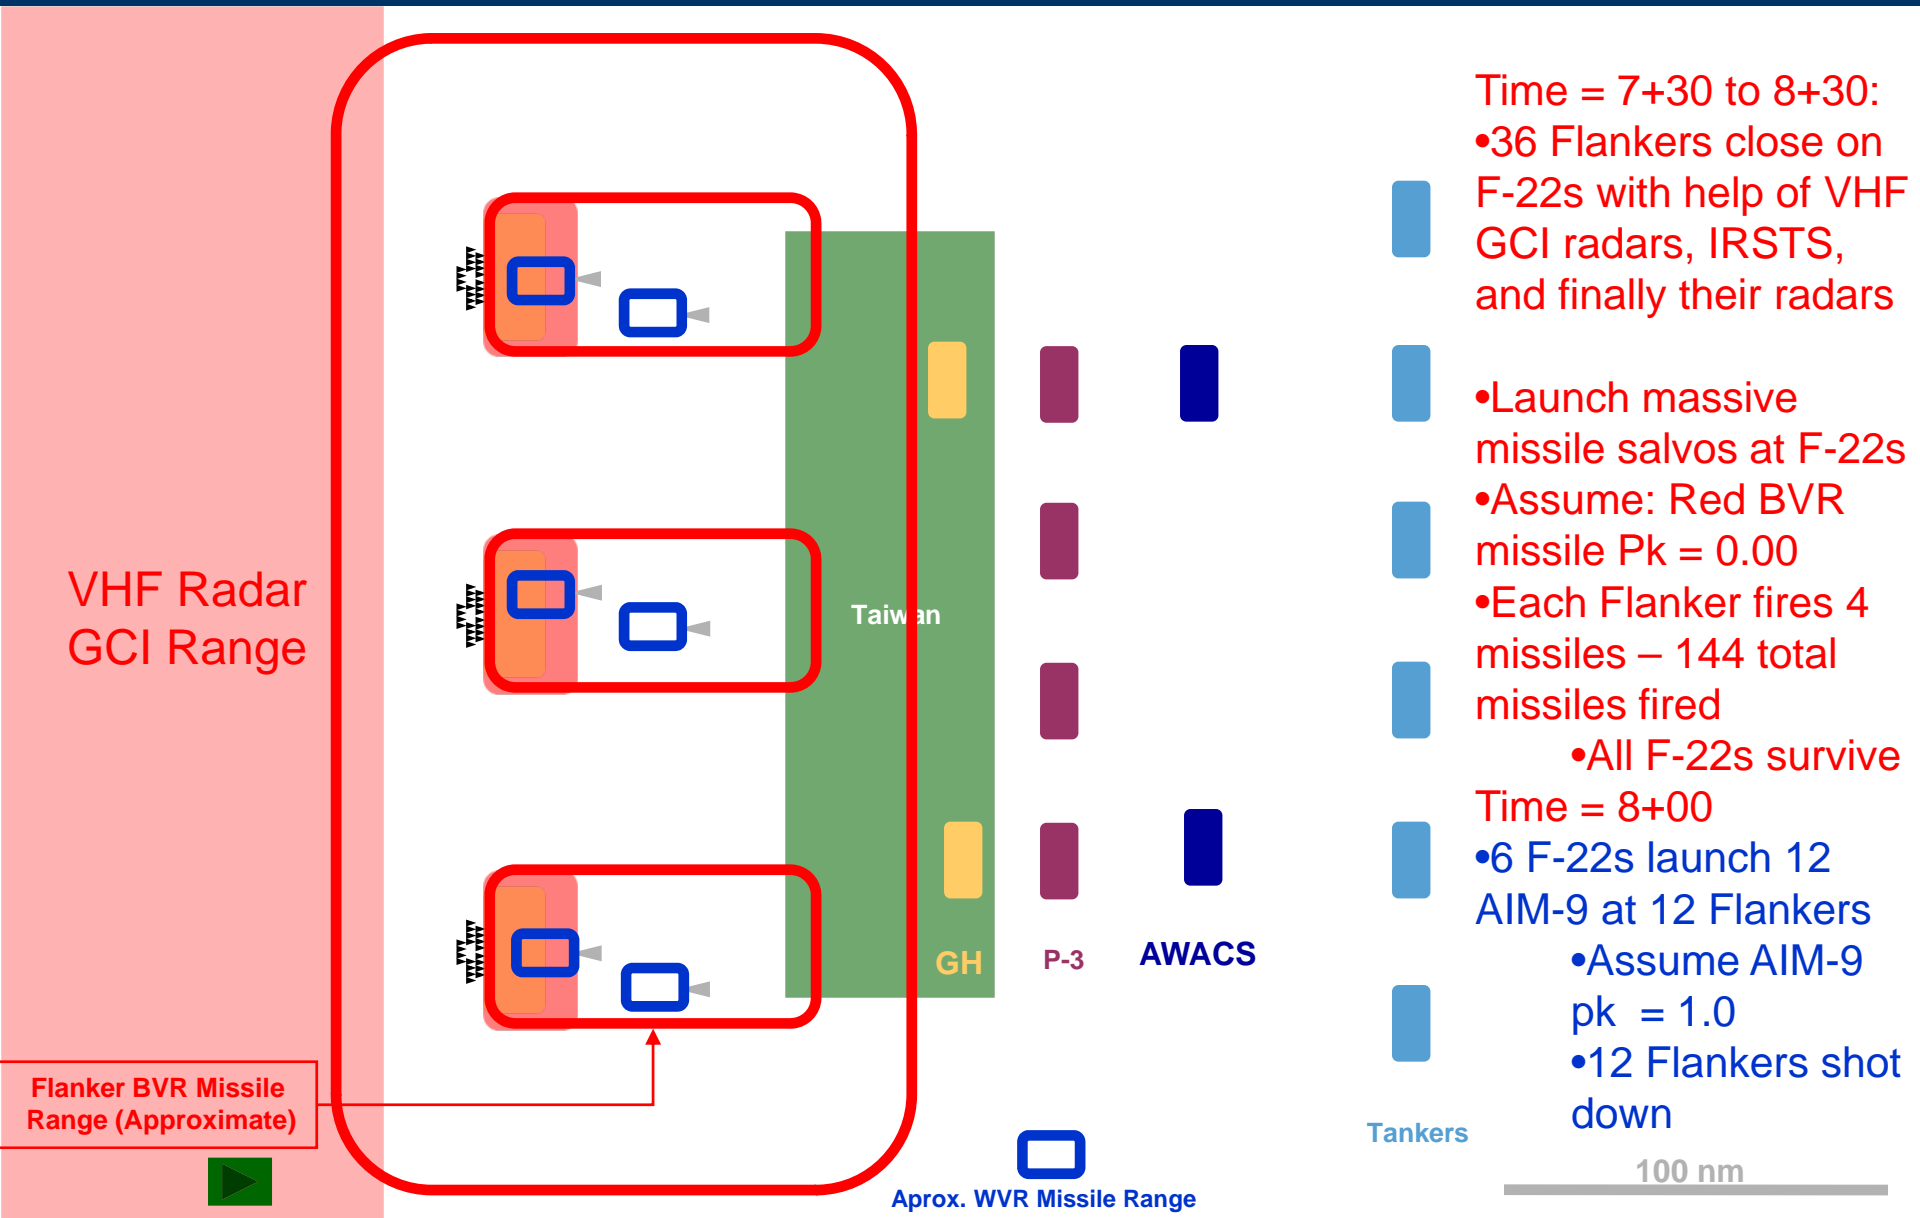 VHF Radar
GCI Range
Flanker BVR Missile
Range (Approximate)
Taiwan
GH
P-3
AWACS
Tankers
Aprox. WVR Missile Range
100 nm
Time = 7+30 to 8+30:
•36 Flankers close on
F-22s with help of VHF
GCI radars, IRSTS,
and finally their radars
•Launch massive
missile salvos at F-22s
•Assume: Red BVR
missile Pk = 0.00
•Each Flanker fires 4
missiles – 144 total
missiles fired
•All F-22s survive
Time = 8+00
•6 F-22s launch 12
AIM-9 at 12 Flankers
•Assume AIM-9
pk = 1.0
•12 Flankers shot
down